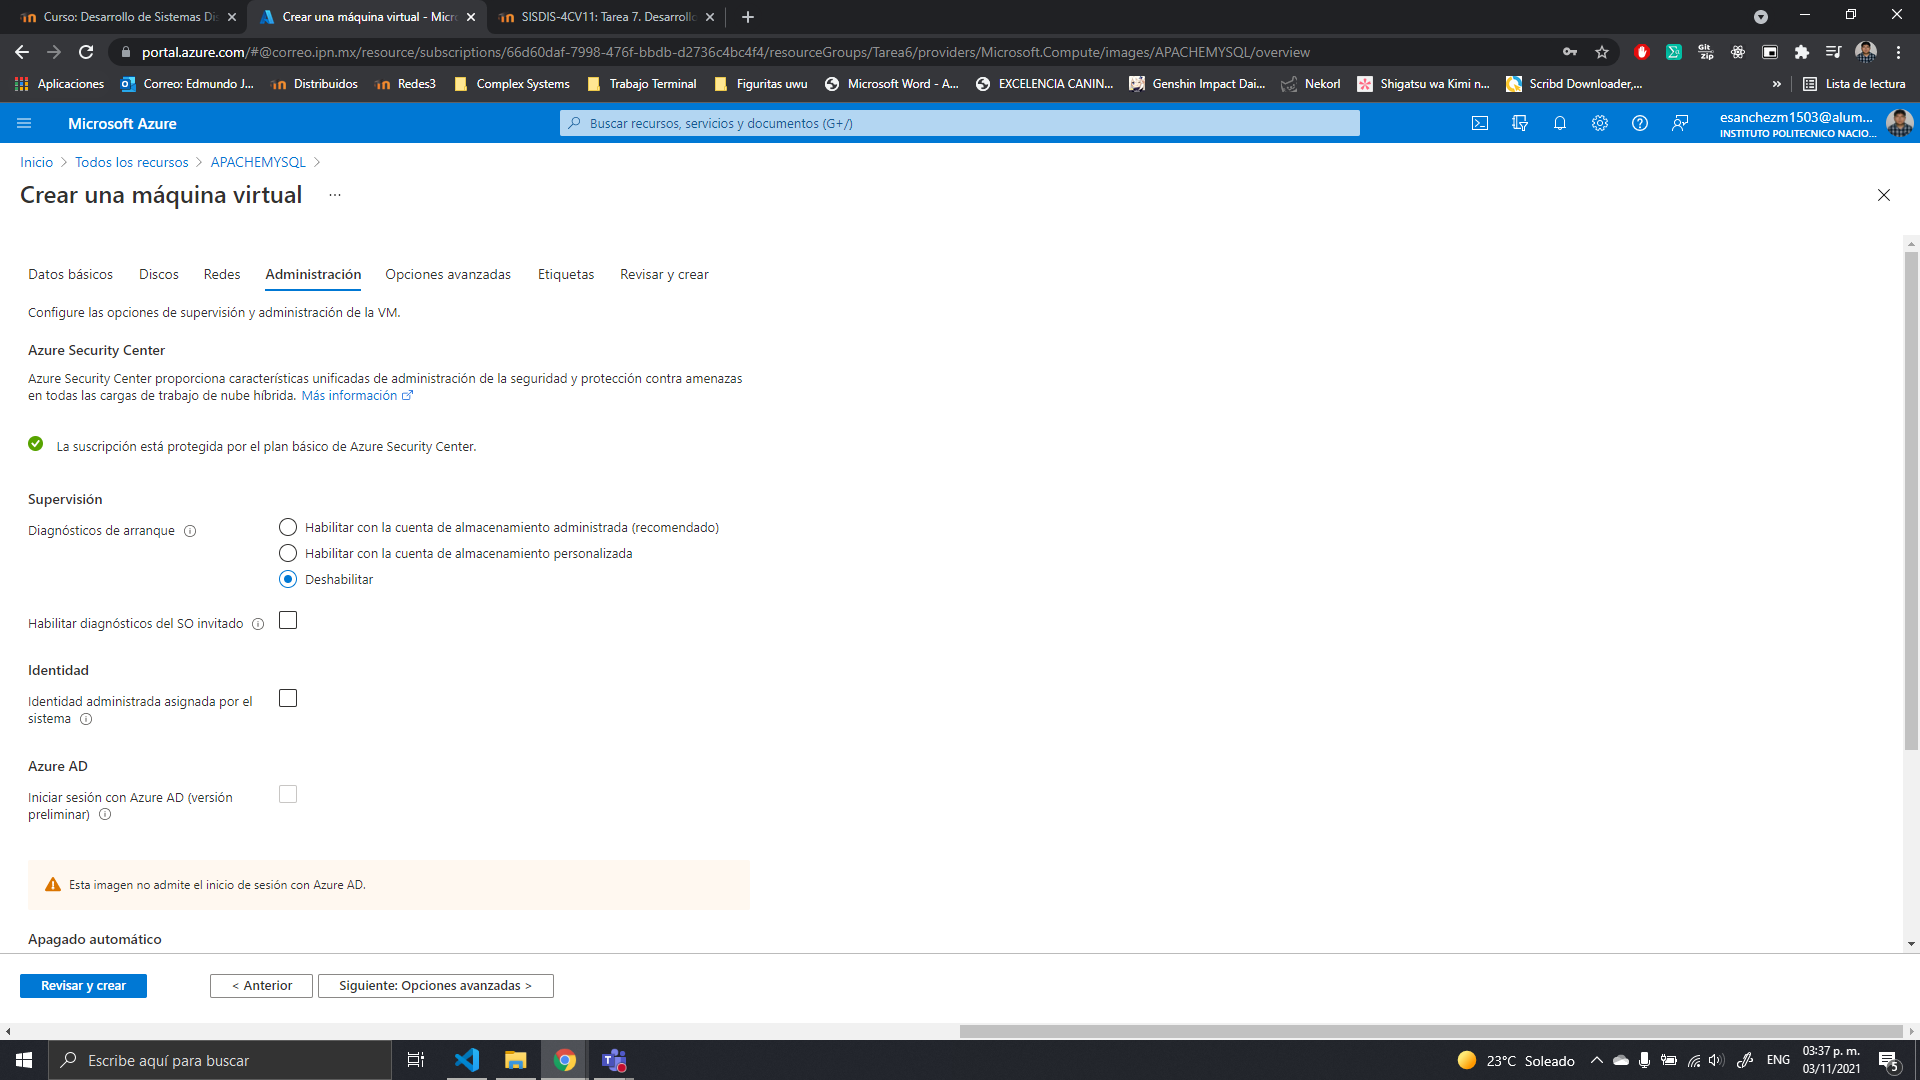 Curso: Desarrollo de Sistemas Dis
Crear una máquina virtual - Micro
SISDIS-4CV11: Tarea 7. Desarrollo
portal.azure.com/#@correo.ipn.mx/resource/subscriptions/66d60daf-7998-476f-bbdb-d2736c4bc4f4/resourceGroups/Tarea6/providers/Microsoft.Compute/images/APACHEMYSQL/overview
Aplicaciones
Correo: Edmundo J...
Distribuidos
Redes3
Complex Systems
Trabajo Terminal
Figuritas uwu
Microsoft Word - A...
EXCELENCIA CANIN...
Genshin Impact Dai...
Nekorl
Shigatsu wa Kimi n...
Scribd Downloader,...
»
Lista de lectura
Microsoft Azure
Buscar recursos, servicios y documentos (G+/)
esanchezm1503@alum...
INSTITUTO POLITECNICO NACIO...
Inicio > Todos los recursos > APACHEMYSQL >
Crear una máquina virtual ...
Datos básicos
Discos
Redes
Administración
Opciones avanzadas
Etiquetas
Revisar y crear
Configure las opciones de supervisión y administración de la VM.
Azure Security Center
Azure Security Center proporciona características unificadas de administración de la seguridad y protección contra amenazas
en todas las cargas de trabajo de nube híbrida. Más información
La suscripción está protegida por el plan básico de Azure Security Center.
Supervisión
Diagnósticos de arranque
Habilitar con la cuenta de almacenamiento administrada (recomendado)
Habilitar con la cuenta de almacenamiento personalizada
Deshabilitar
Habilitar diagnósticos del SO invitado
Identidad
Identidad administrada asignada por el
sistema
Azure AD
Iniciar sesión con Azure AD (versión
preliminar)
Esta imagen no admite el inicio de sesión con Azure AD.
Apagado automático
Revisar y crear
< Anterior
Siguiente: Opciones avanzadas >
Escribe aquí para buscar
23°C Soleado
ENG
03:37 p. m.
03/11/2021
5